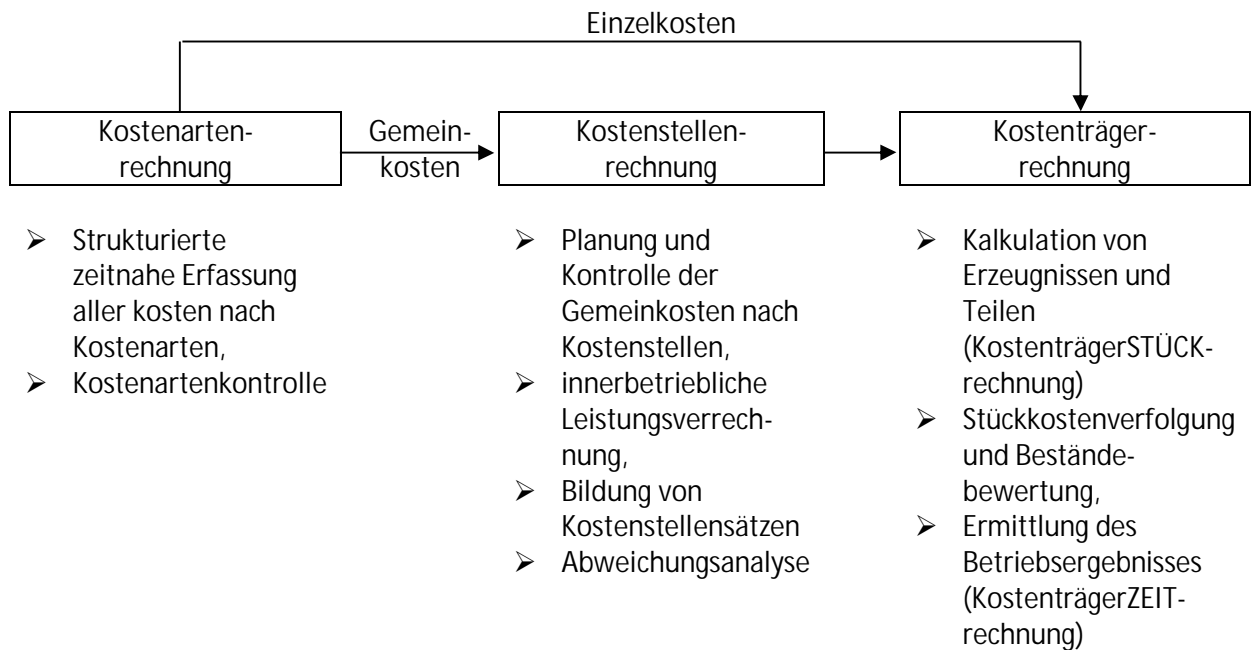 Einzelkosten
Kostenarten-
rechnung
Gemein-
kosten
Kostenstellen-
rechnung
Kostenträger-
rechnung
➢ Strukturierte
zeitnahe Erfassung
aller kosten nach
Kostenarten,
➢ Kostenartenkontrolle
➢ Planung und
Kontrolle der
Gemeinkosten nach
Kostenstellen,
➢ innerbetriebliche
Leistungsverrech-
nung,
➢ Bildung von
Kostenstellensätzen
➢ Abweichungsanalyse
➢ Kalkulation von
Erzeugnissen und
Teilen
(KostenträgerSTÜCK-
rechnung)
➢ Stückkostenverfolgung
und Bestände-
bewertung,
➢ Ermittlung des
Betriebsergebnisses
(KostenträgerZEIT-
rechnung)